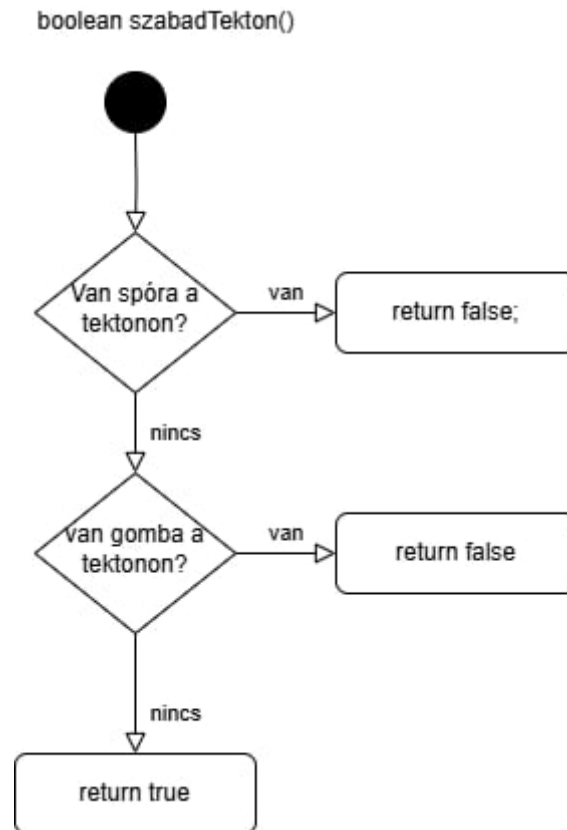 boolean szabadTekton()
Van spóra a
tektonon?
van
return false;
nincs
van gomba a
tektonon?
van
return false
nincs
return true